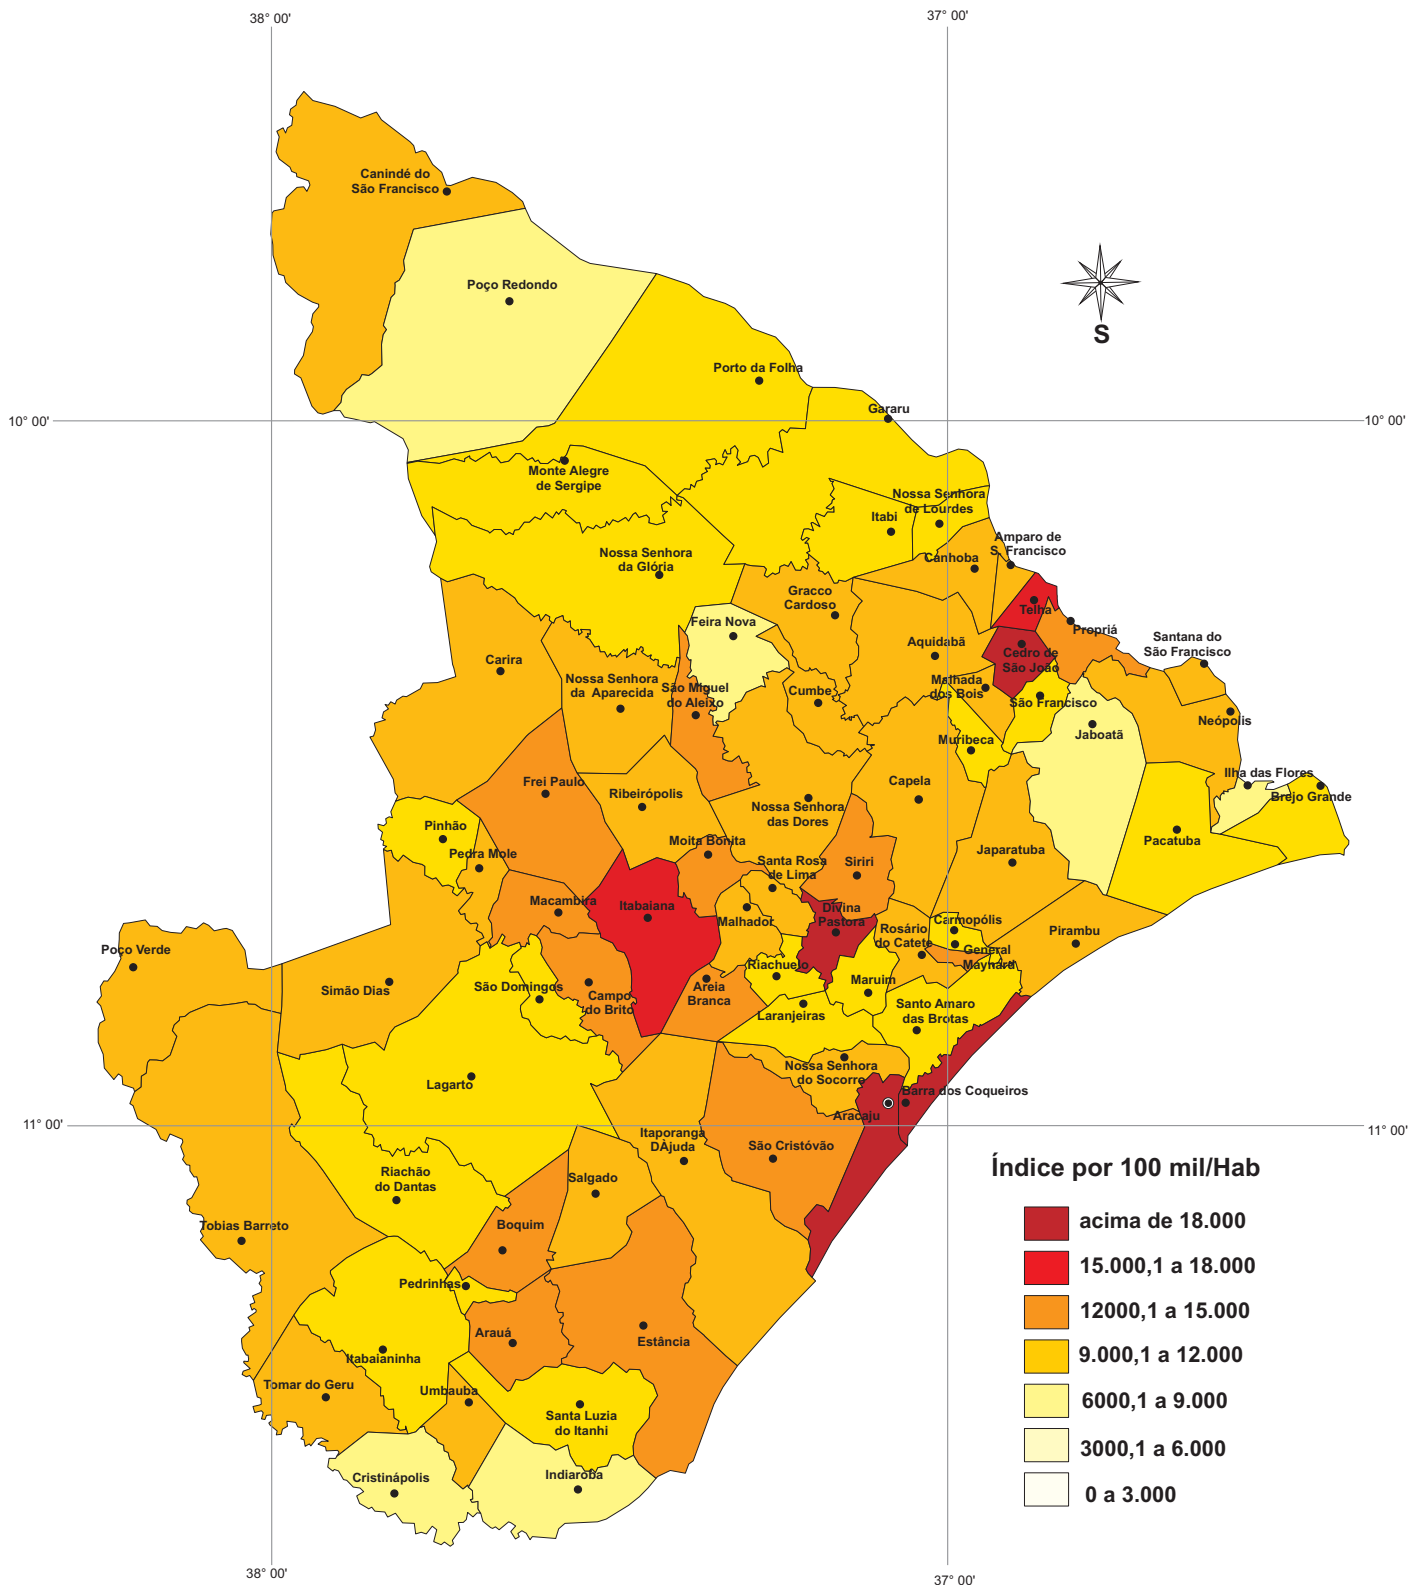 38° 00'
37° 00'
Canindé do
São Francisco
Poço Redondo
S
Porto da Folha
Gararu
10° 00'
10° 00'
Monte Alegre
de Sergipe
Nossa Senhora
de Lourdes
Itabi
Amparo de
S. Francisco
Nossa Senhora
da Glória
Canhoba
Gracco
Cardoso
Telha
Feira Nova
Propriá
Aquidabã
Santana do
São Francisco
Cedro de
São João
Carira
Nossa Senhora
da Aparecida
São Miguel
do Aleixo
Cumbe
Malhada
dos Bois
São Francisco
Neópolis
Jaboatã
Muribeca
Frei Paulo
Ribeirópolis
Capela
Ilha das Flores
Brejo Grande
Nossa Senhora
das Dores
Pinhão
Pacatuba
Moita Bonita
Pedra Mole
Santa Rosa
de Lima
Siriri
Japaratuba
Macambira
Itabaiana
Divina
Pastora
Malhador
Carmopólis
Rosário
do Catete
Pirambu
Poço Verde
General
Maynard
Riachuelo
Simão Dias
São Domingos
Campo
do Brito
Areia
Branca
Maruim
Santo Amaro
das Brotas
Laranjeiras
Lagarto
Nossa Senhora
do Socorro
Barra dos Coqueiros
Aracaju
11° 00'
11° 00'
Itaporanga
DÀjuda
São Cristóvão
Riachão
do Dantas
Salgado
Índice por 100 mil/Hab
Tobias Barreto
Boquim
acima de 18.000
15.000,1 a 18.000
Pedrinhas
12000,1 a 15.000
Arauá
Estância
Itabaianinha
9.000,1 a 12.000
Tomar do Geru
Umbauba
6000,1 a 9.000
Santa Luzia
do Itanhi
3000,1 a 6.000
Cristinápolis
Indiaroba
0 a 3.000
38° 00'
37° 00'